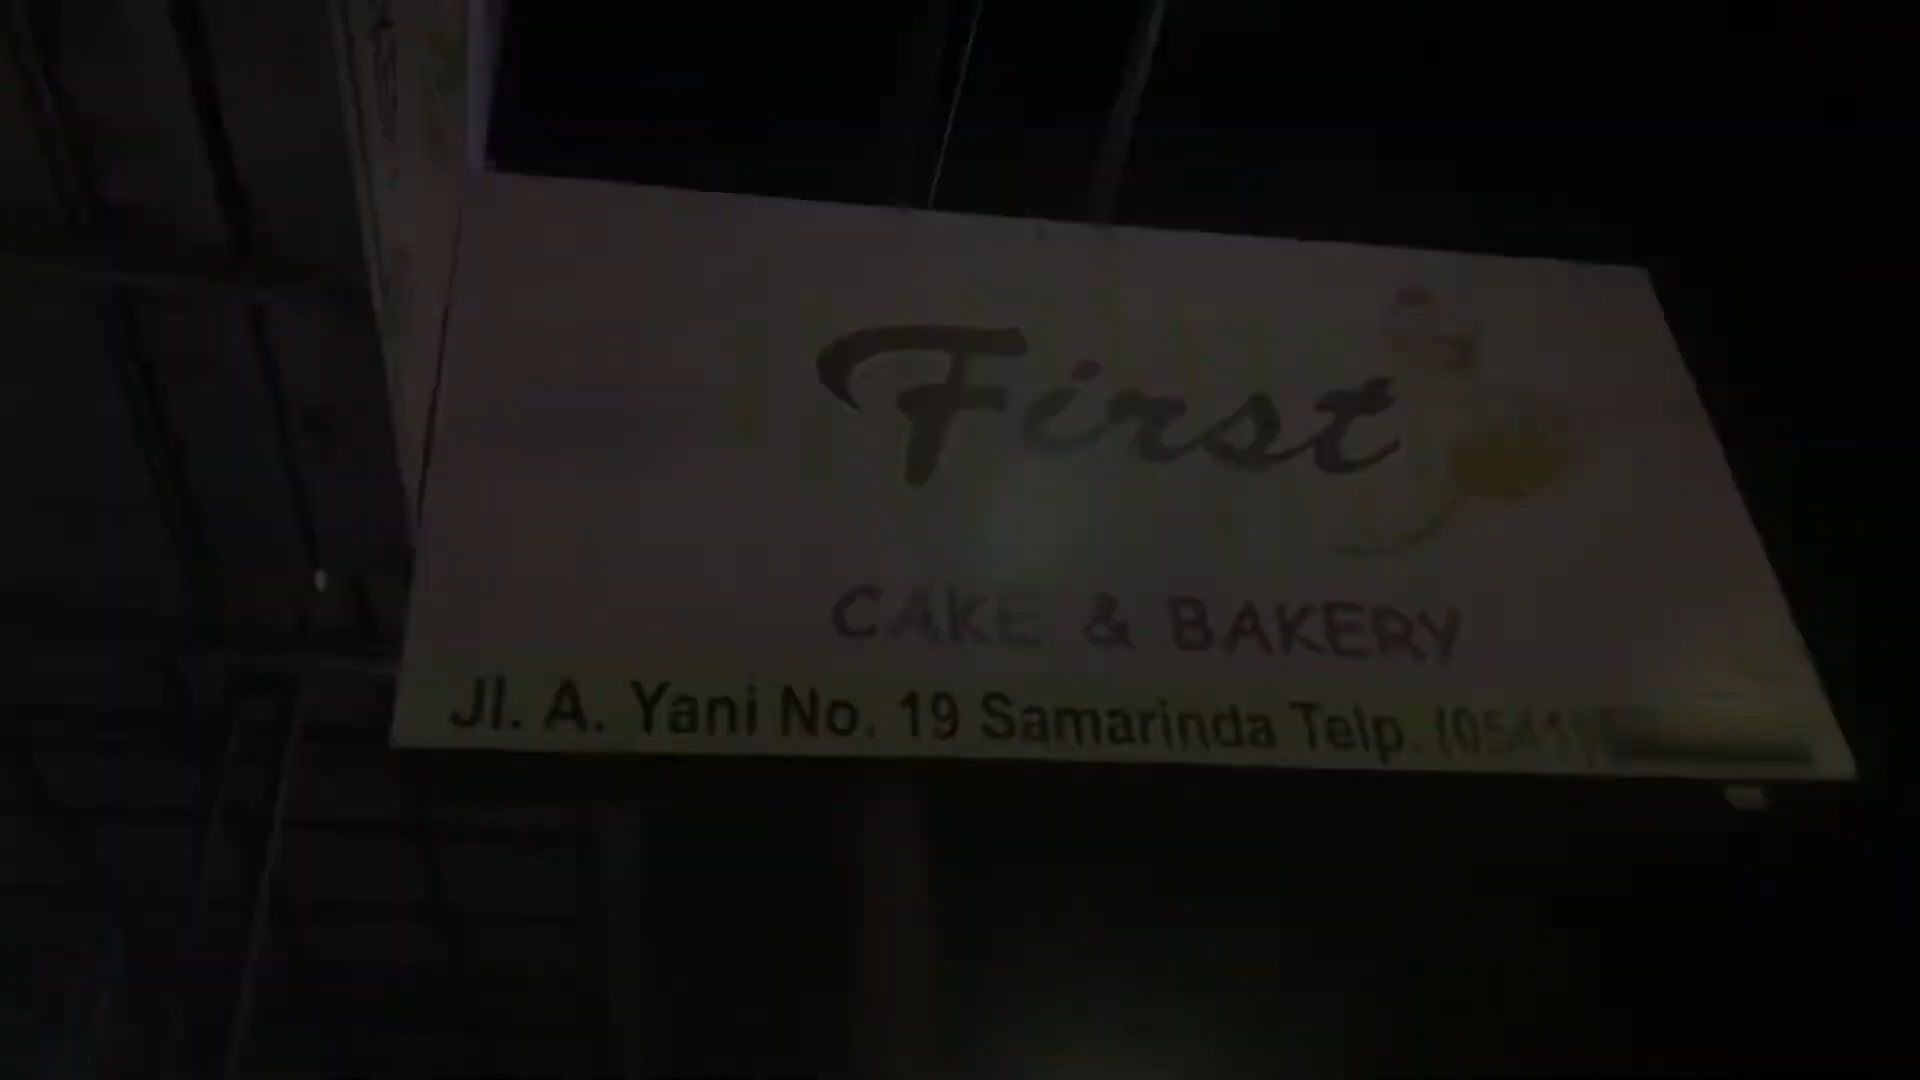 First
CAKE & BAKERY
Jl. A. Yani No. 19 Samarinda Telp. (0541)